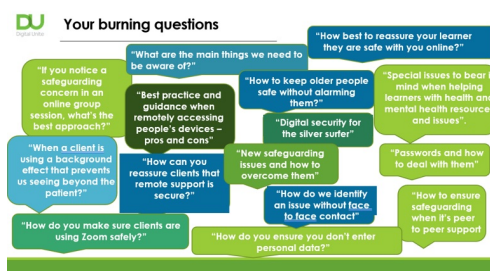 DU
Digital Unite
Your burning questions
"What are the main things we need to
be aware of?"
"How best to reassure your learner
they are safe with you online?"
"If you notice a
safeguarding
concern in an
online group
session, what's the
best approach?"
"Best practice and
guidance when
remotely accessing
people's devices –
pros and cons"
"How to keep older people
safe without alarming
them?"
"Special issues to bear i
mind when helping
learners with health an
mental health resource
and issues".
"Digital security for
the silver surfer"
"When a client is
using a background
effect that prevents
us seeing beyond the
patient?"
"How can you
reassure clients that
remote support is
secure?"
"New safeguarding
issues and how to
overcome them"
"Passwords and how
to deal with them"
"How do we identify
an issue without face
to face contact"
"How to ensure
safeguarding
when it's peer
to peer support
"How do you make sure clients are
using Zoom safely?"
"How do you ensure you don't enter
personal data?"